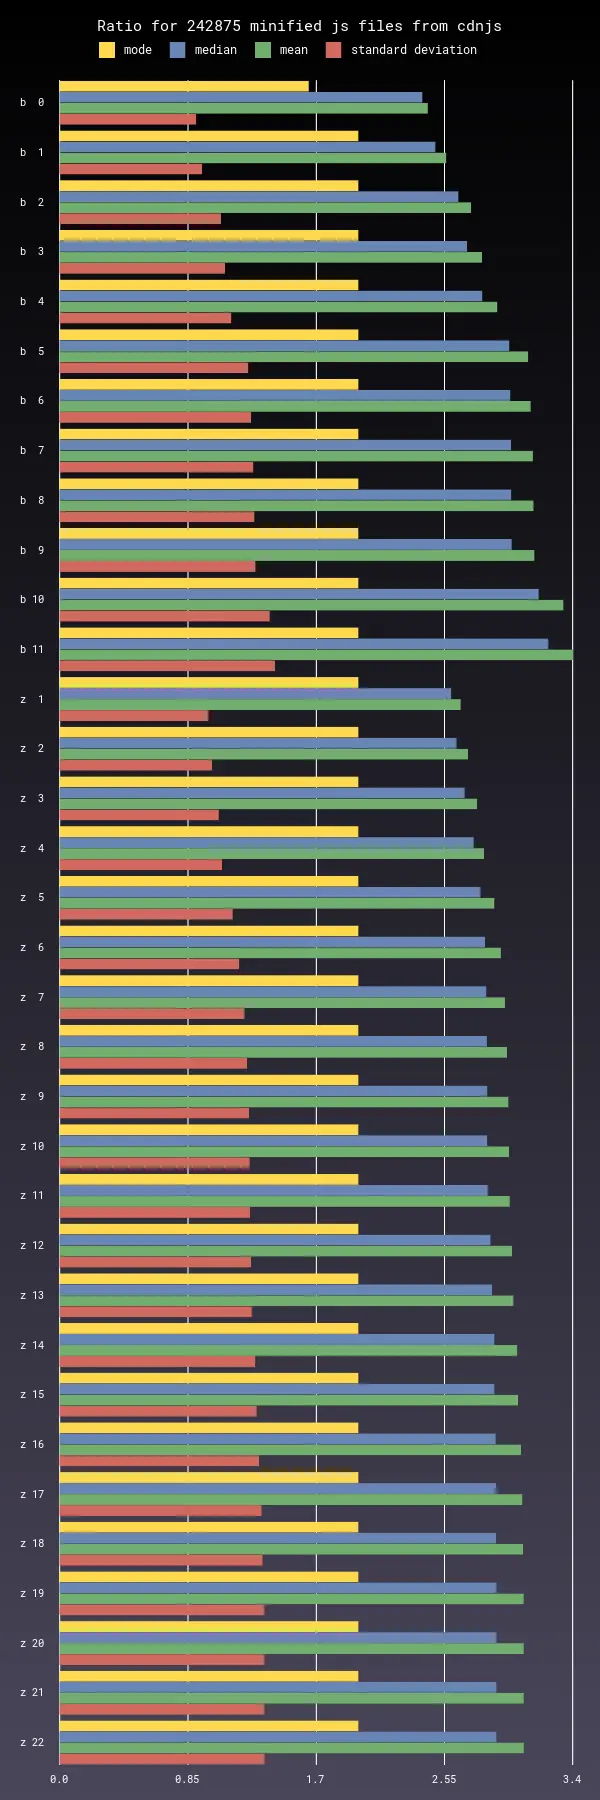 Ratio for 242875 minified js files from cdnjs
mode median mean standard deviation
b 0
b 1
b 2
b 3
b 4
b 5
b 6
b 7
b 8
b 9
b 10
b 11
z 1
z 2
z 3
z 4
z 5
z 6
z 7
z 8
z 9
z 10
z 11
z 12
z 13
z 14
z 15
z 16
z 17
z 18
z 19
z 20
z 21
z 22
0.0 0.85 1.7 2.55 3.4